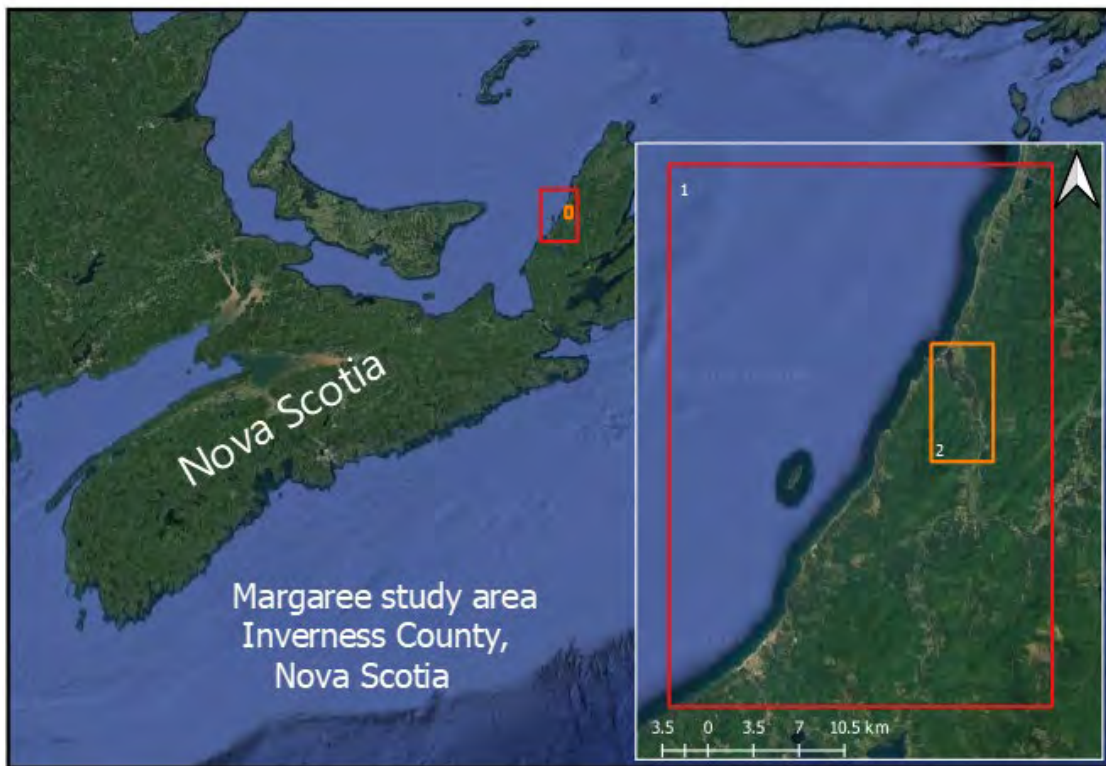 Nova Scotia
Margaree study area
Inverness County,
Nova Scotia
1
2
3.5 0 3.5 7 10.5 km